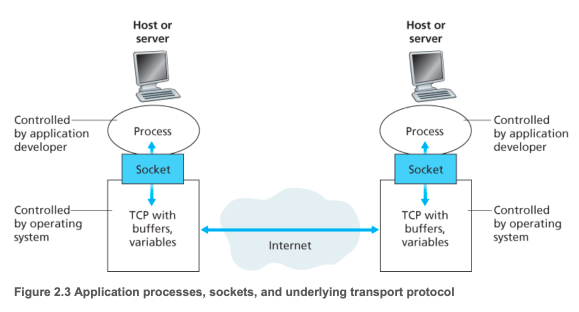 Host or
server
Host or
server
Controlled
by application
developer
Process
Process
Controlled
by application
developer
Socket
Socket
Controlled
by operating
system
TCP with
buffers,
variables
Internet
TCP with
buffers,
variables
Controlled
by operating
system
Figure 2.3 Application processes, sockets, and underlying transport protocol